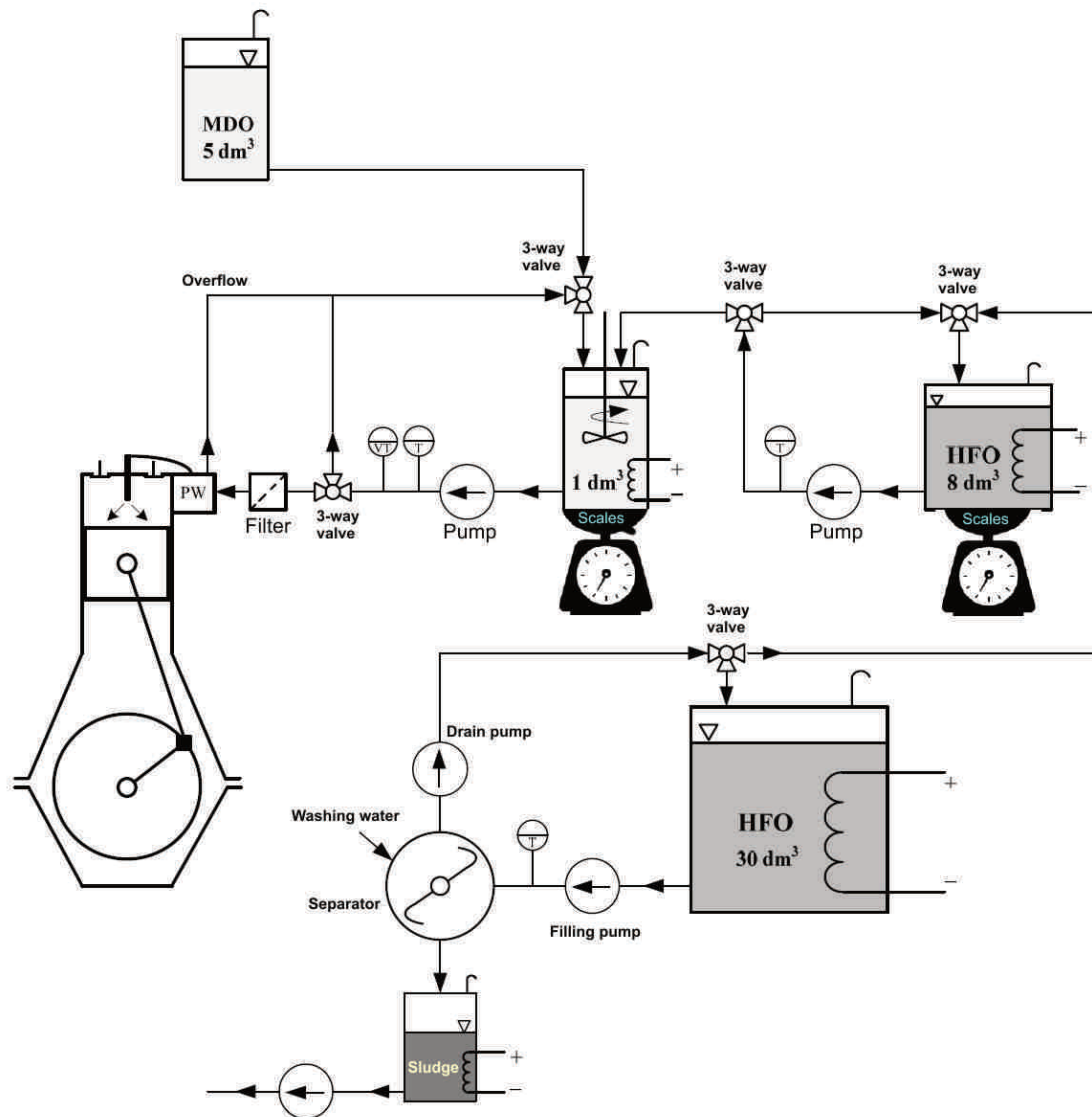 MDO
5 dm³
3-way
valve
Overflow
3-way
valve
3-way
valve
VT
T
T
PW
Filter
3-way
valve
Pump
1 dm³
+
−
Scales
Pump
HFO
8 dm³
+
−
Scales
3-way
valve
Drain pump
Washing water
Separator
T
Filling pump
HFO
30 dm³
+
−
Sludge
+
−